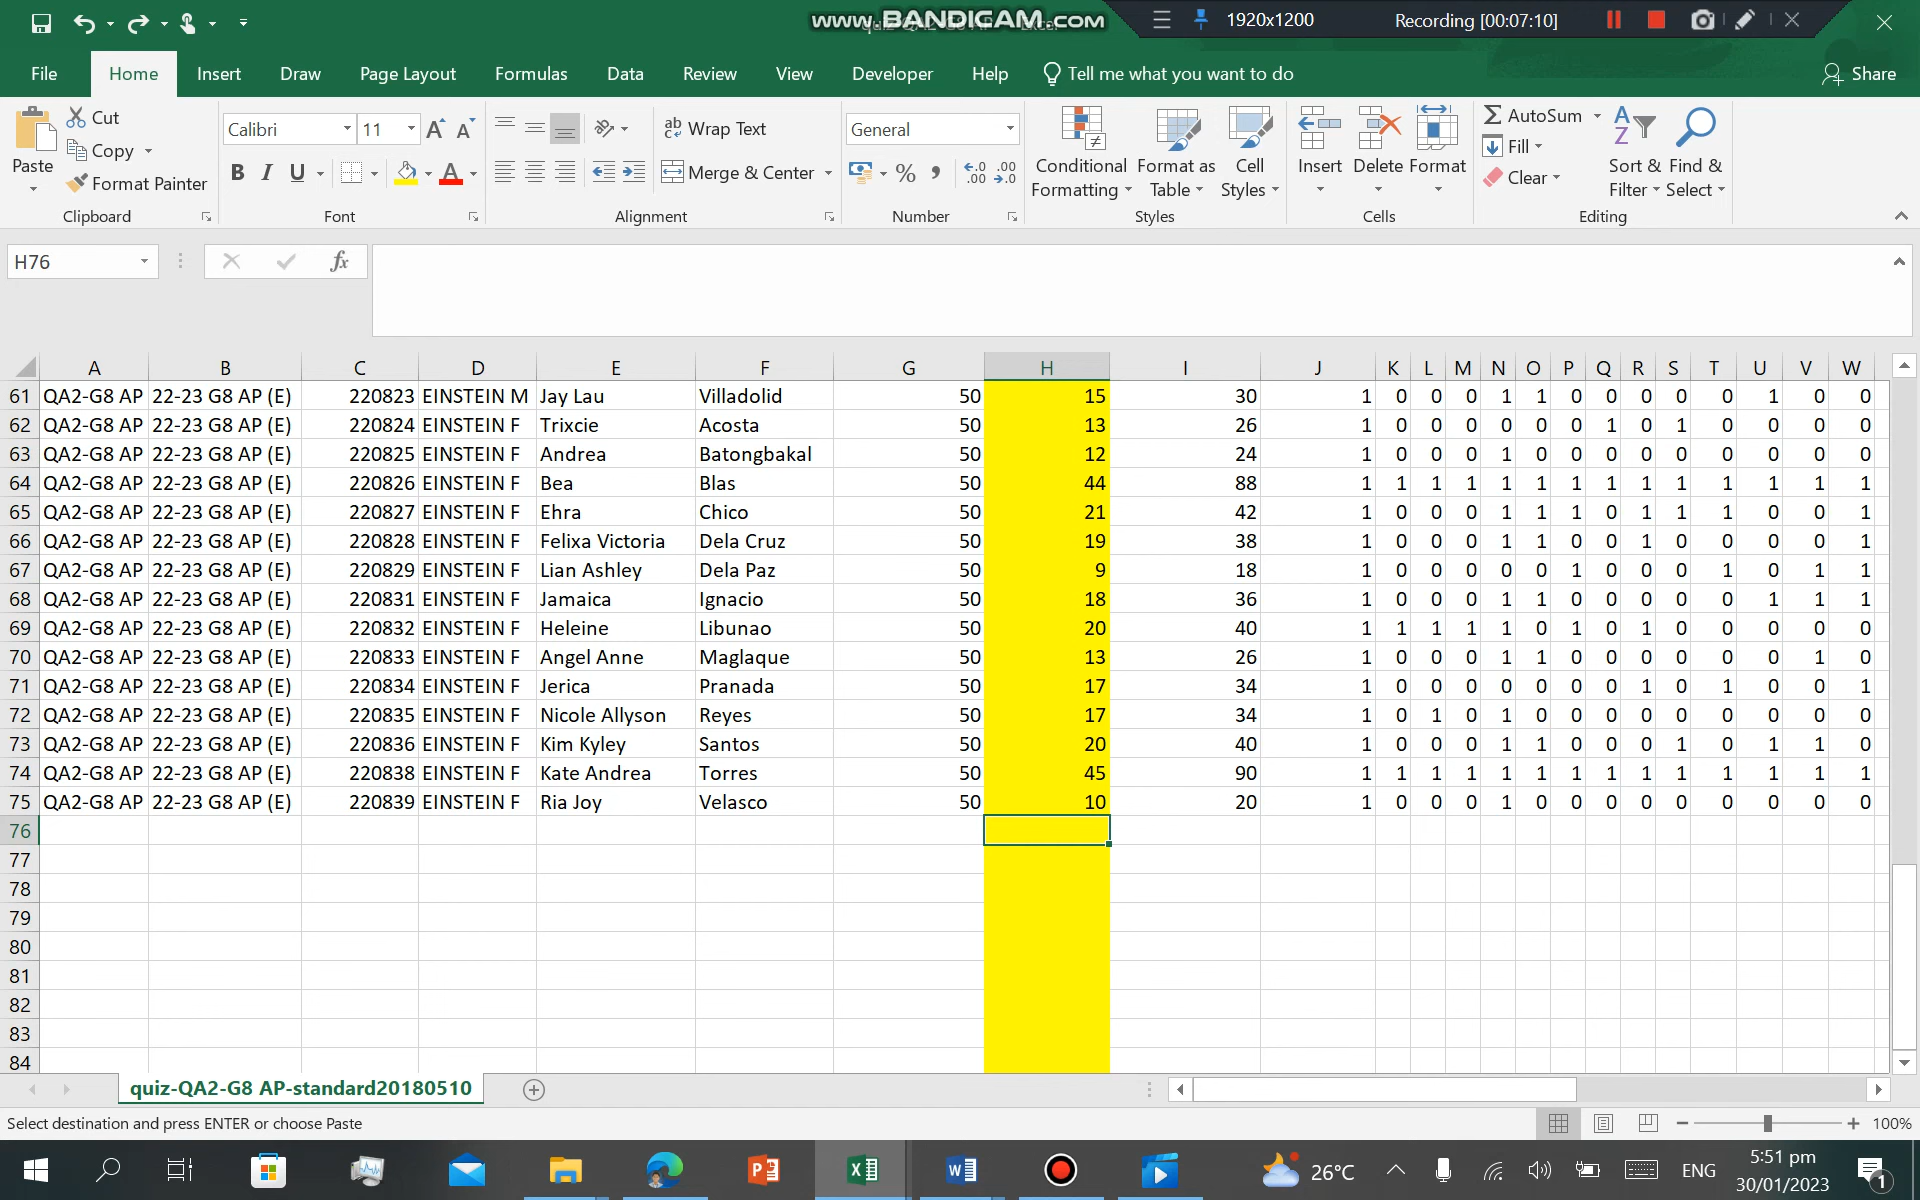 www.BANDICAM.com
1920x1200 Recording [00:07:10]
File Home Insert Draw Page Layout Formulas Data Review View Developer Help Tell me what you want to do Share
Paste
Cut
Copy
Format Painter
Clipboard
Calibri 11
B I U
Font
Wrap Text
Merge & Center
Alignment
General
Number
Conditional Formatting
Format as Table
Cell Styles
Styles
Insert Delete Format
Cells
AutoSum
Fill
Clear
Sort & Filter
Find & Select
Editing
H76 fx
A B C D E F G H I J K L M N O P Q R S T U V W
61 QA2-G8 AP 22-23 G8 AP (E) 220823 EINSTEIN M Jay Lau Villadolid 50 15 30 1 0 0 0 1 1 0 0 0 0 0 1 0 0
62 QA2-G8 AP 22-23 G8 AP (E) 220824 EINSTEIN F Trixcie Acosta 50 13 26 1 0 0 0 0 0 0 1 0 1 0 0 0 0
63 QA2-G8 AP 22-23 G8 AP (E) 220825 EINSTEIN F Andrea Batongbakal 50 12 24 1 0 0 0 1 0 0 0 0 0 0 0 0 0
64 QA2-G8 AP 22-23 G8 AP (E) 220826 EINSTEIN F Bea Blas 50 44 88 1 1 1 1 1 1 1 1 1 1 1 1 1 1
65 QA2-G8 AP 22-23 G8 AP (E) 220827 EINSTEIN F Ehra Chico 50 21 42 1 0 0 0 1 1 1 0 1 1 1 0 0 1
66 QA2-G8 AP 22-23 G8 AP (E) 220828 EINSTEIN F Felixa Victoria Dela Cruz 50 19 38 1 0 0 0 1 1 0 0 1 0 0 0 0 1
67 QA2-G8 AP 22-23 G8 AP (E) 220829 EINSTEIN F Lian Ashley Dela Paz 50 9 18 1 0 0 0 0 0 1 0 0 0 1 0 1 1
68 QA2-G8 AP 22-23 G8 AP (E) 220831 EINSTEIN F Jamaica Ignacio 50 18 36 1 0 0 0 1 1 0 0 0 0 0 1 1 1
69 QA2-G8 AP 22-23 G8 AP (E) 220832 EINSTEIN F Heleine Libunao 50 20 40 1 1 1 1 1 0 1 0 1 0 0 0 0 0
70 QA2-G8 AP 22-23 G8 AP (E) 220833 EINSTEIN F Angel Anne Maglaque 50 13 26 1 0 0 0 1 1 0 0 0 0 0 0 1 0
71 QA2-G8 AP 22-23 G8 AP (E) 220834 EINSTEIN F Jerica Pranada 50 17 34 1 0 0 0 0 0 0 0 1 0 1 0 0 1
72 QA2-G8 AP 22-23 G8 AP (E) 220835 EINSTEIN F Nicole Allyson Reyes 50 17 34 1 0 1 0 1 0 0 0 0 0 0 0 0 0
73 QA2-G8 AP 22-23 G8 AP (E) 220836 EINSTEIN F Kim Kyley Santos 50 20 40 1 0 0 0 1 1 0 0 0 1 0 1 1 0
74 QA2-G8 AP 22-23 G8 AP (E) 220838 EINSTEIN F Kate Andrea Torres 50 45 90 1 1 1 1 1 1 1 1 1 1 1 1 1 1
75 QA2-G8 AP 22-23 G8 AP (E) 220839 EINSTEIN F Ria Joy Velasco 50 10 20 1 0 0 0 1 0 0 0 0 0 0 0 0 0
76
77
78
79
80
81
82
83
84
quiz-QA2-G8 AP-standard20180510
Select destination and press ENTER or choose Paste 100%
26°C ENG 5:51 pm
30/01/2023 1